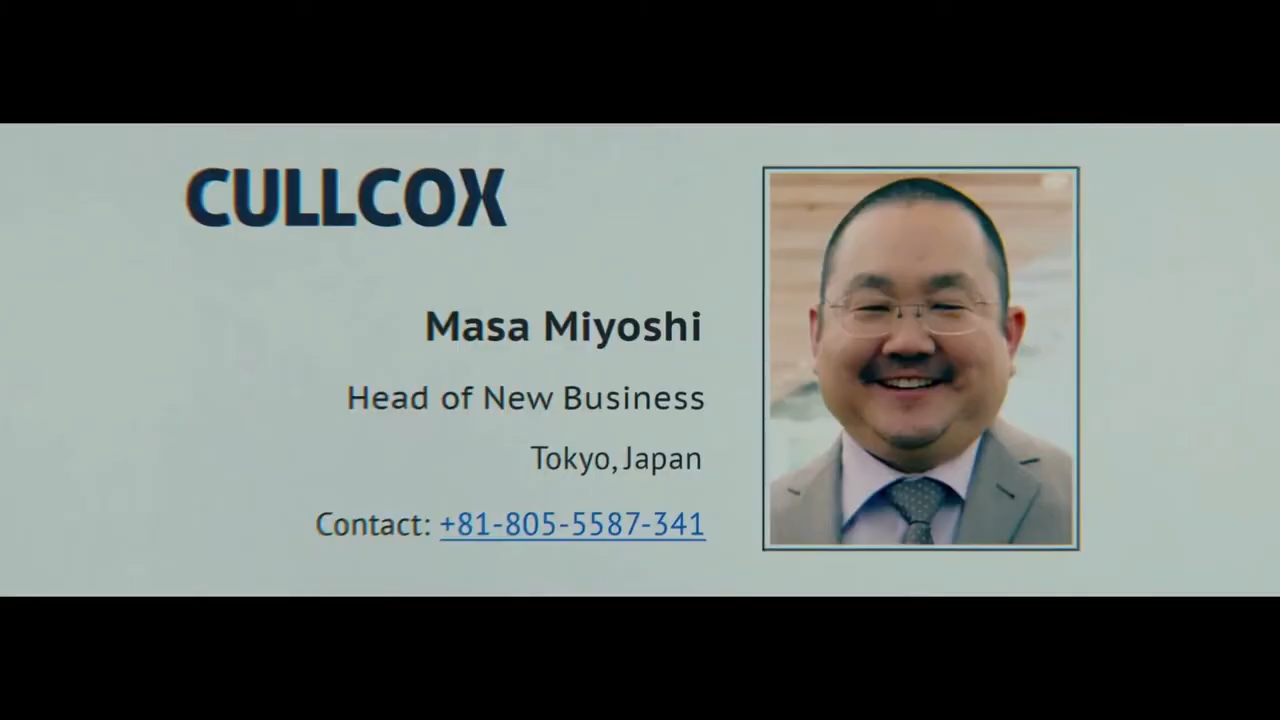 CULLCOX
Masa Miyoshi
Head of New Business
Tokyo, Japan
Contact: +81-805-5587-341